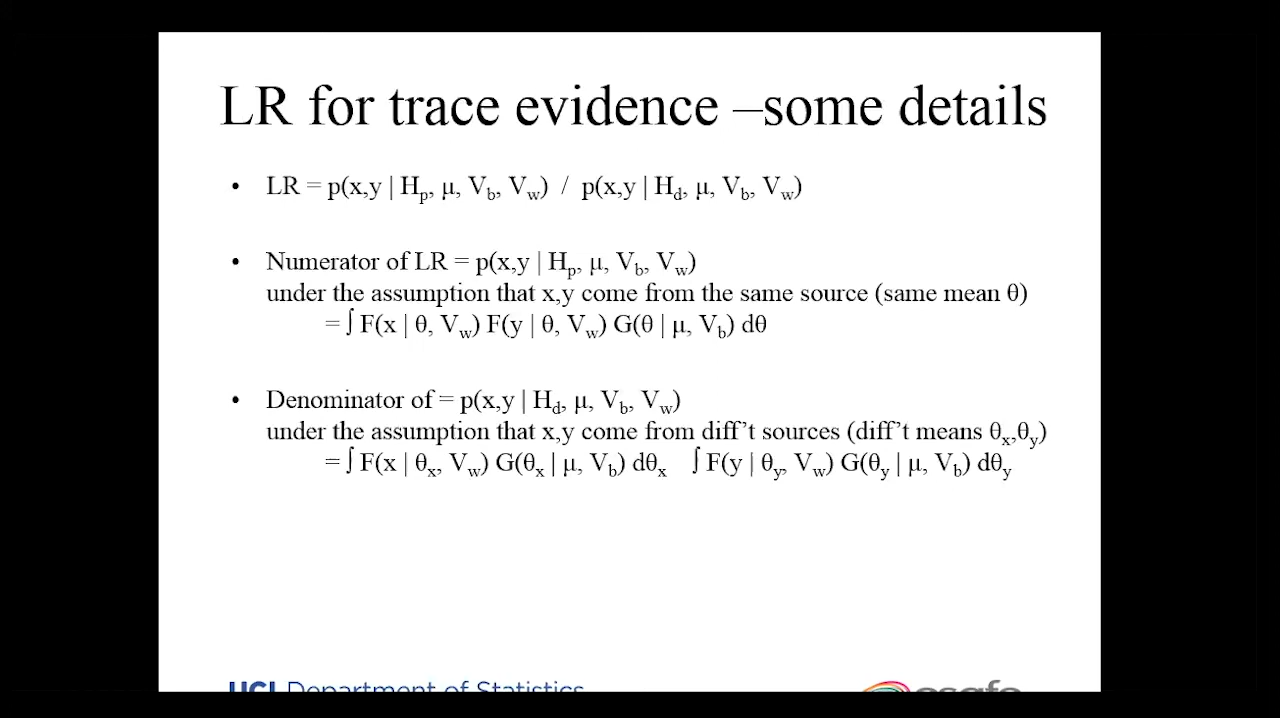 LR for trace evidence –some details
• LR = p(x,y | Hp, μ, Vb, Vw) / p(x,y | Hd, μ, Vb, Vw)
• Numerator of LR = p(x,y | Hp, μ, Vb, Vw)
under the assumption that x,y come from the same source (same mean θ)
= ∫ F(x | θ, Vw) F(y | θ, Vw) G(θ | μ, Vb) dθ
• Denominator of = p(x,y | Hd, μ, Vb, Vw)
under the assumption that x,y come from diff’t sources (diff’t means θx,θy)
= ∫ F(x | θx, Vw) G(θx | μ, Vb) dθx ∫ F(y | θy, Vw) G(θy | μ, Vb) dθy
UCI Department of Statistics
csafe